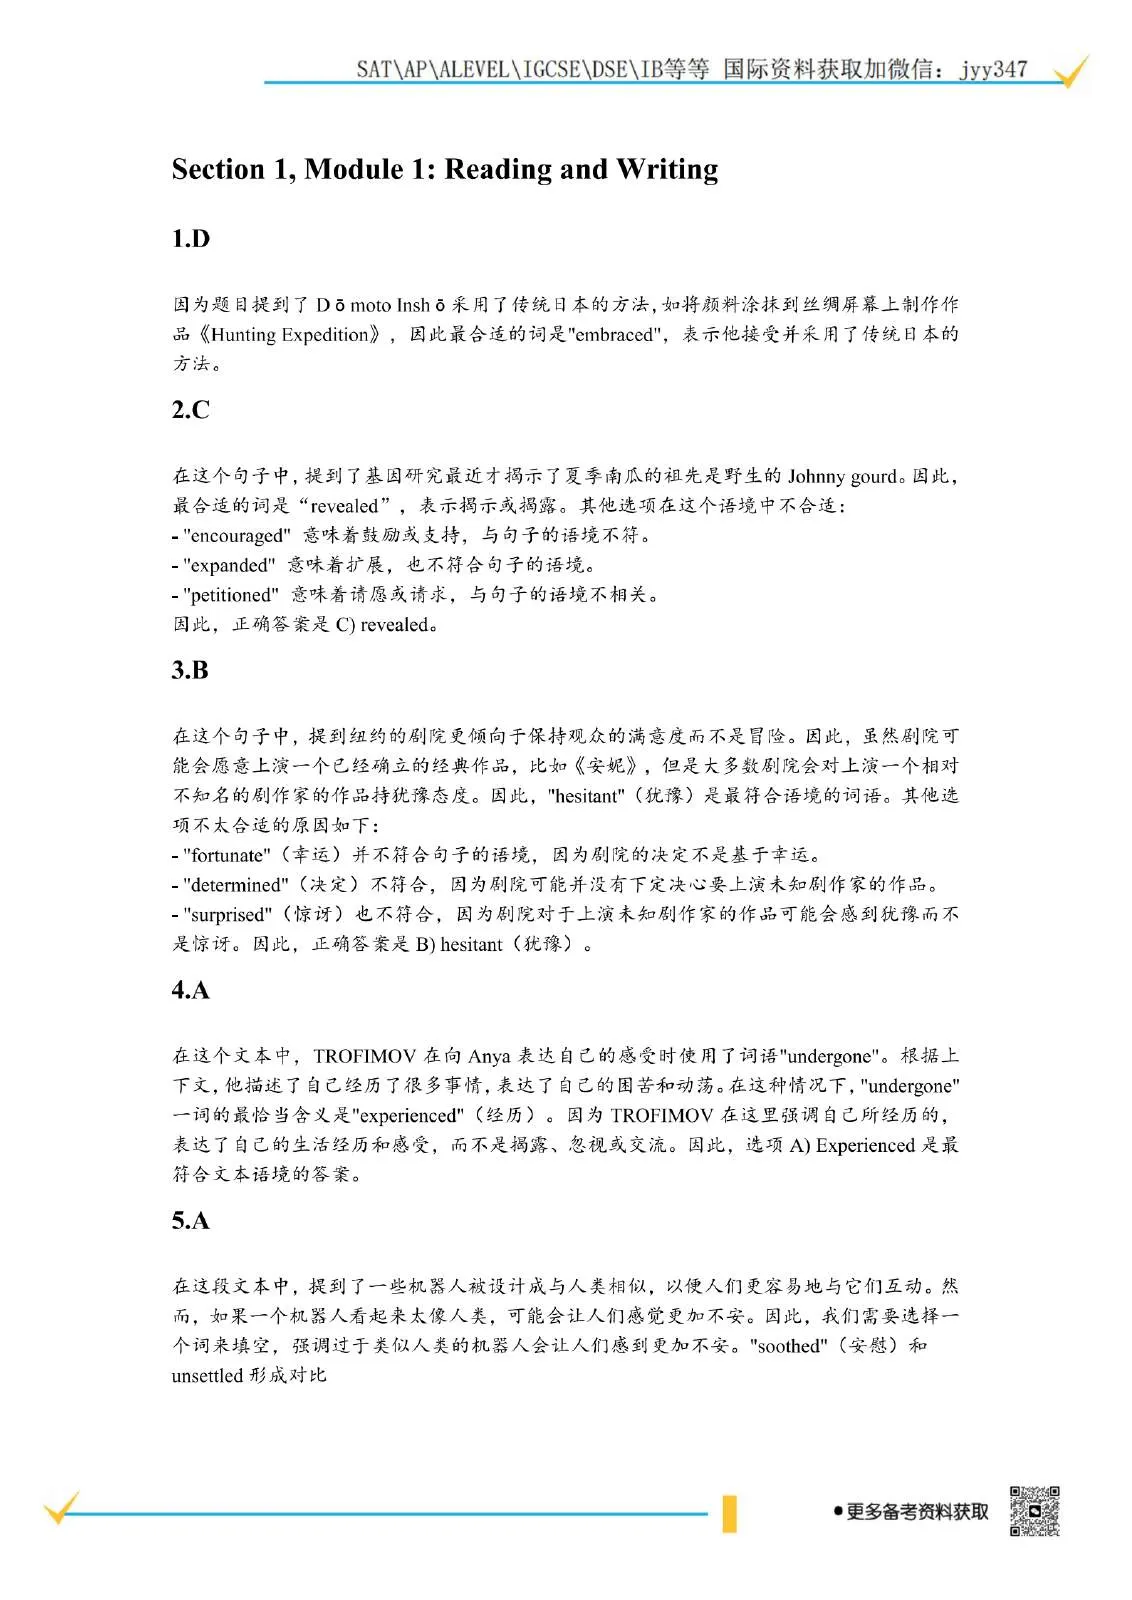 SAT\AP\ALEVEL\IGCSE\DSE\IB等等 国际资料获取加微信：jyy347
Section 1, Module 1: Reading and Writing
1.D
因为题目提到了 Dō moto Inshō 采用了传统日本的方法，如将颜料涂抹到丝绸屏幕上制作作
品《Hunting Expedition》，因此最合适的词是"embraced"，表示他接受并采用了传统日本的
方法。
2.C
在这个句子中，提到了基因研究最近才揭示了夏季南瓜的祖先是野生的 Johnny gourd。因此，
最合适的词是“revealed”，表示揭示或揭露。其他选项在这个语境中不合适：
- "encouraged" 意味着鼓励或支持，与句子的语境不符。
- "expanded" 意味着扩展，也不符合句子的语境。
- "petitioned" 意味着请愿或请求，与句子的语境不相关。
因此，正确答案是 C) revealed。
3.B
在这个句子中，提到纽约的剧院更倾向于保持观众的满意度而不是冒险。因此，虽然剧院可
能会愿意上演一个已经确立的经典作品，比如《安妮》，但是大多数剧院会对上演一个相对
不知名的剧作家的作品持犹豫态度。因此，"hesitant"（犹豫）是最符合语境的词语。其他选
项不太合适的原因如下：
- "fortunate"（幸运）并不符合句子的语境，因为剧院的决定不是基于幸运。
- "determined"（决定）不符合，因为剧院可能并没有下定决心要上演未知剧作家的作品。
- "surprised"（惊讶）也不符合，因为剧院对于上演未知剧作家的作品可能会感到犹豫而不
是惊讶。因此，正确答案是 B) hesitant（犹豫）。
4.A
在这个文本中，TROFIMOV 在向 Anya 表达自己的感受时使用了词语"undergone"。根据上
下文，他描述了自己经历了很多事情，表达了自己的困苦和动荡。在这种情况下，"undergone"
一词的最恰当含义是"experienced"（经历）。因为 TROFIMOV 在这里强调自己所经历的，
表达了自己的生活经历和感受，而不是揭露、忽视或交流。因此，选项 A) Experienced 是最
符合文本语境的答案。
5.A
在这段文本中，提到了一些机器人被设计成与人类相似，以便人们更容易地与它们互动。然
而，如果一个机器人看起来太像人类，可能会让人们感觉更加不安。因此，我们需要选择一
个词来填空，强调过于类似人类的机器人会让人们感到更加不安。"soothed"（安慰）和
unsettled 形成对比
•更多备考资料获取